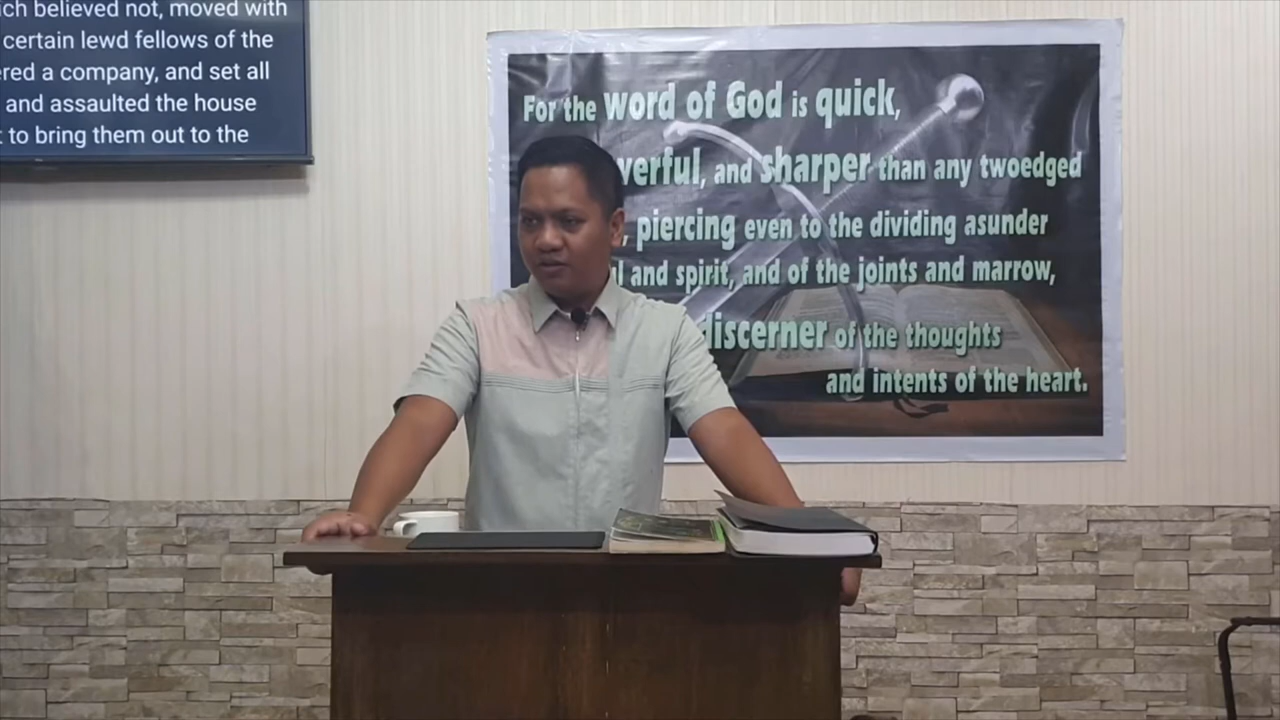 ich believed not, moved with
certain lewd fellows of the
ered a company, and set all
and assaulted the house
to bring them out to the
For the word of God is quick,
werful, and sharper than any twoedged
, piercing even to the dividing asunder
l and spirit, and of the joints and marrow,
discerner of the thoughts
and intents of the heart.